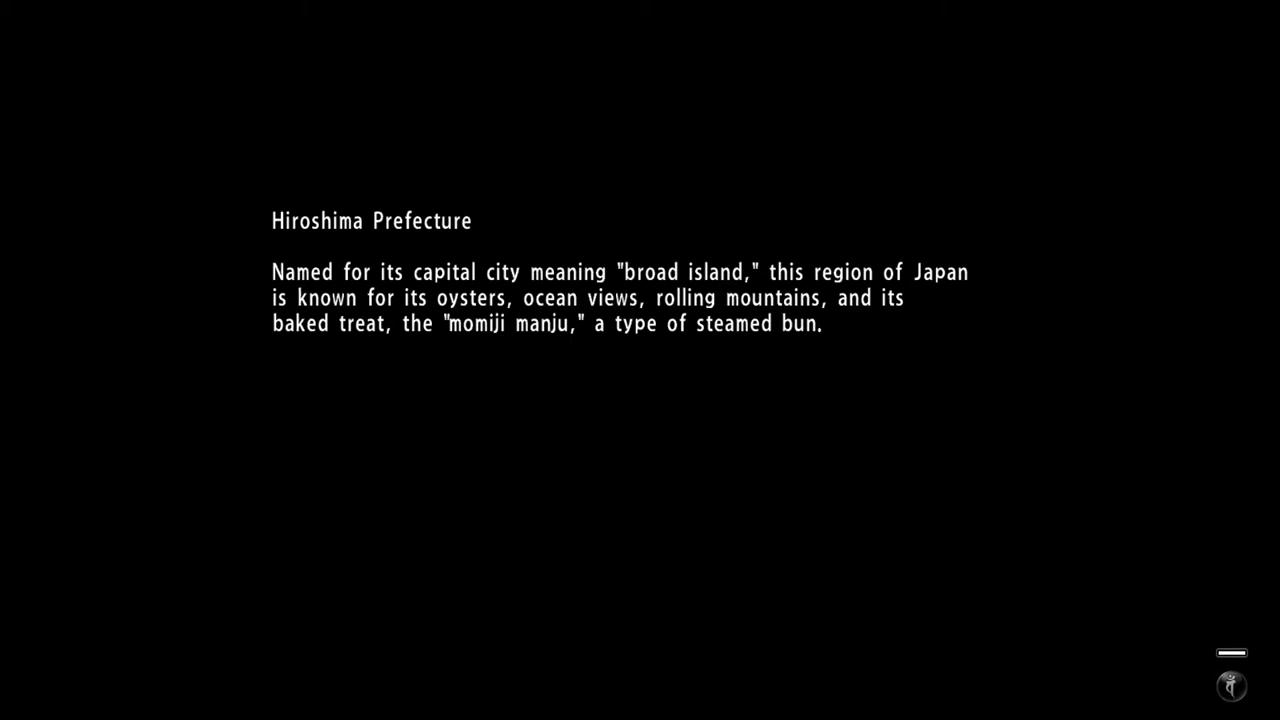 Hiroshima Prefecture
Named for its capital city meaning "broad island," this region of Japan
is known for its oysters, ocean views, rolling mountains, and its
baked treat, the "momiji manju," a type of steamed bun.